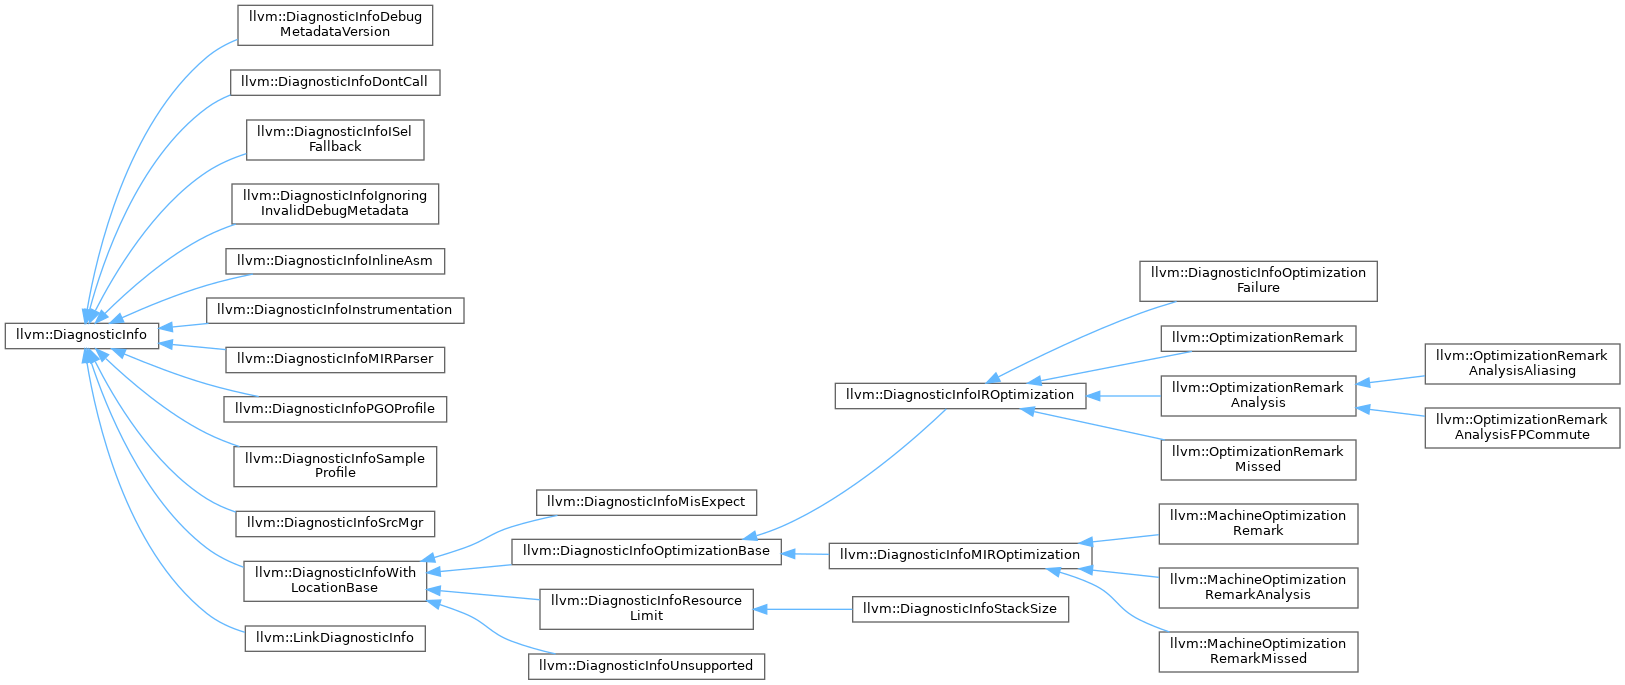 llvm::DiagnosticInfo
llvm::DiagnosticInfoDebug
MetadataVersion
llvm::DiagnosticInfoDontCall
llvm::DiagnosticInfoISel
Fallback
llvm::DiagnosticInfoIgnoring
InvalidDebugMetadata
llvm::DiagnosticInfoInlineAsm
llvm::DiagnosticInfoInstrumentation
llvm::DiagnosticInfoMIRParser
llvm::DiagnosticInfoPGOProfile
llvm::DiagnosticInfoSample
Profile
llvm::DiagnosticInfoSrcMgr
llvm::DiagnosticInfoWith
LocationBase
llvm::LinkDiagnosticInfo
llvm::DiagnosticInfoMisExpect
llvm::DiagnosticInfoOptimizationBase
llvm::DiagnosticInfoResource
Limit
llvm::DiagnosticInfoUnsupported
llvm::DiagnosticInfoIROptimization
llvm::DiagnosticInfoMIROptimization
llvm::DiagnosticInfoStackSize
llvm::DiagnosticInfoOptimization
Failure
llvm::OptimizationRemark
llvm::OptimizationRemark
Analysis
llvm::OptimizationRemark
Missed
llvm::MachineOptimization
Remark
llvm::MachineOptimization
RemarkAnalysis
llvm::MachineOptimization
RemarkMissed
llvm::OptimizationRemark
AnalysisAliasing
llvm::OptimizationRemark
AnalysisFPCommute